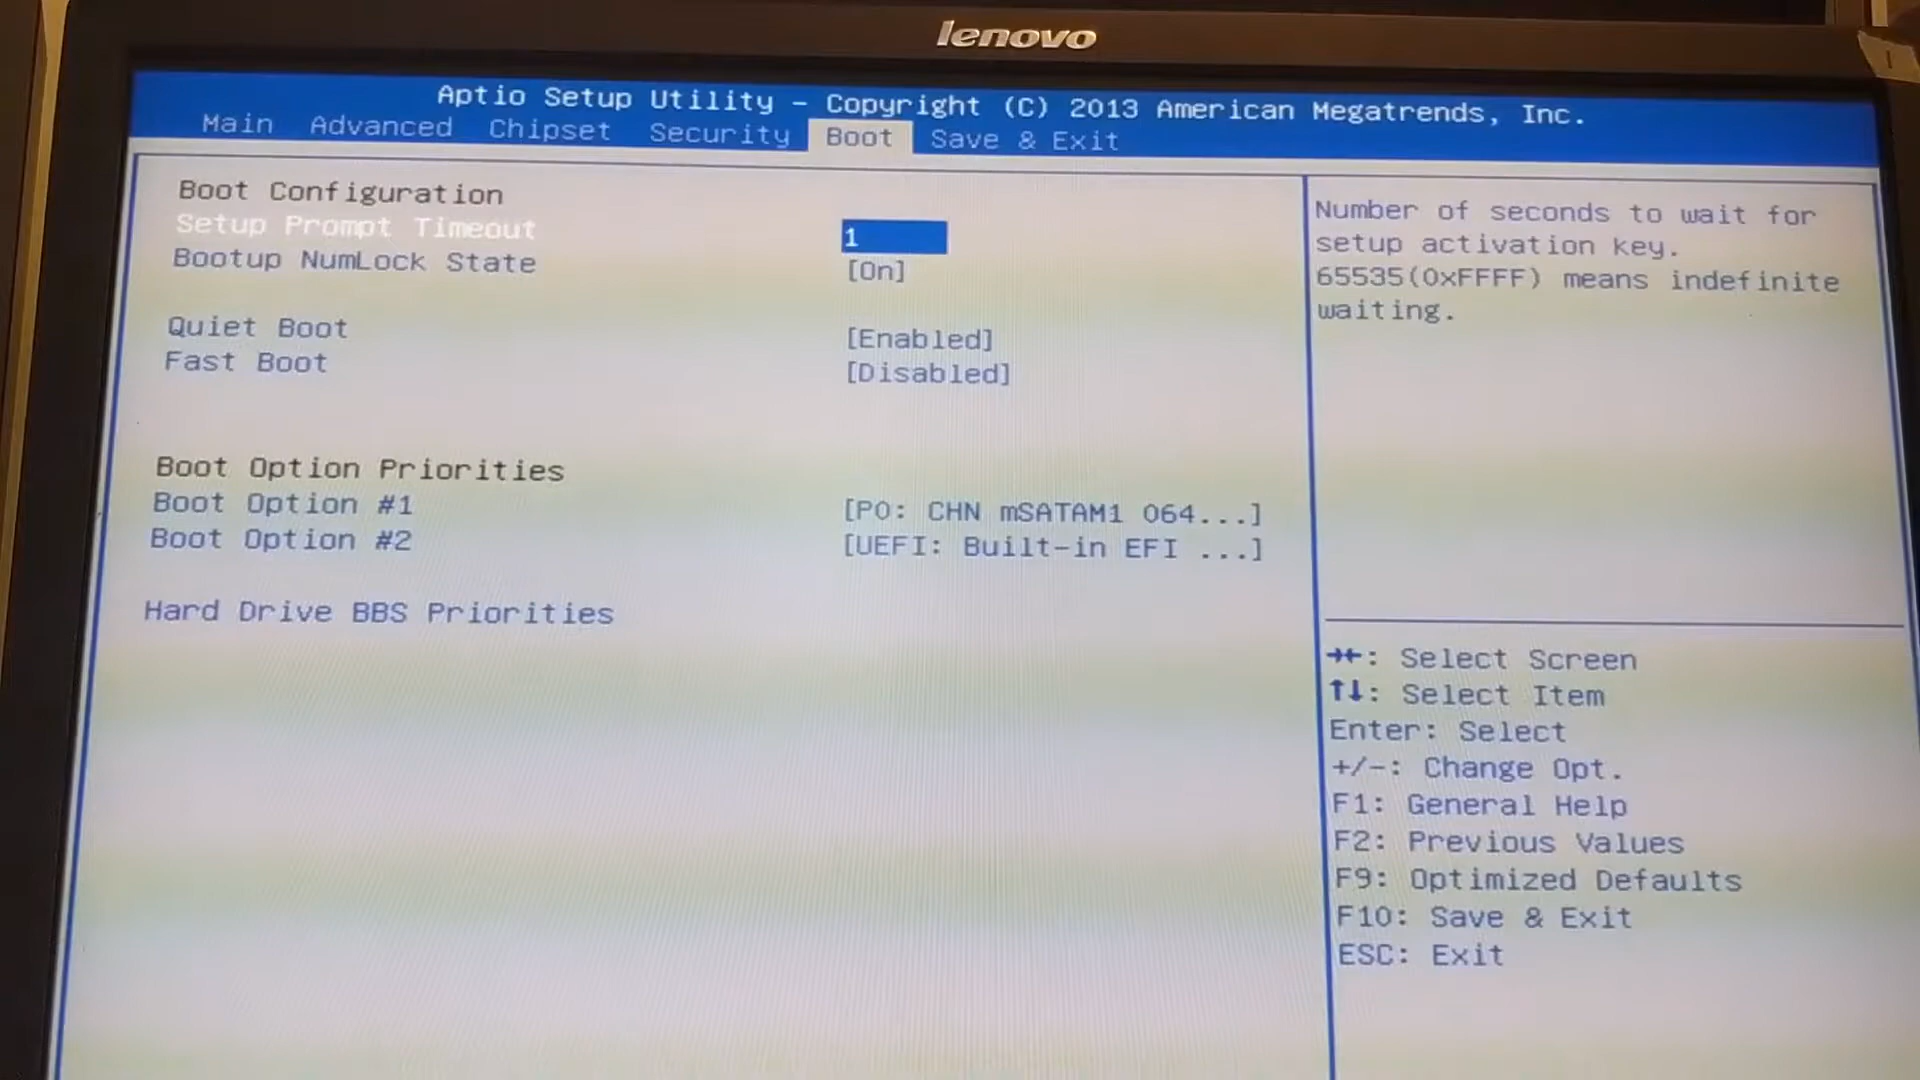 lenovo
Aptio Setup Utility – Copyright (C) 2013 American Megatrends, Inc.
Main Advanced Chipset Security Boot Save & Exit
Boot Configuration
Setup Prompt Timeout 1
Bootup NumLock State [On]
Quiet Boot [Enabled]
Fast Boot [Disabled]
Boot Option Priorities
Boot Option #1 [P0: CHN mSATAM1 064...]
Boot Option #2 [UEFI: Built-in EFI ...]
Hard Drive BBS Priorities
Number of seconds to wait for
setup activation key.
65535(0xFFFF) means indefinite
waiting.
→←: Select Screen
↑↓: Select Item
Enter: Select
+/-: Change Opt.
F1: General Help
F2: Previous Values
F9: Optimized Defaults
F10: Save & Exit
ESC: Exit